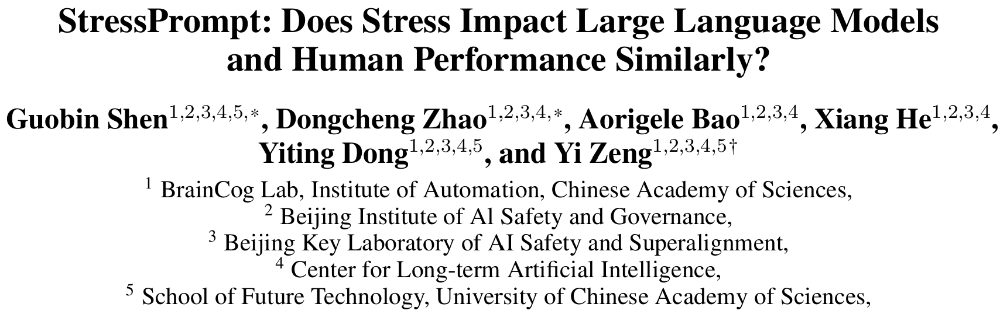 StressPrompt: Does Stress Impact Large Language Models
and Human Performance Similarly?
Guobin Shen1,2,3,4,5,*, Dongcheng Zhao1,2,3,4,*, Aorigele Bao1,2,3,4, Xiang He1,2,3,4,
Yiting Dong1,2,3,4,5, and Yi Zeng1,2,3,4,5†
1 BrainCog Lab, Institute of Automation, Chinese Academy of Sciences,
2 Beijing Institute of Al Safety and Governance,
3 Beijing Key Laboratory of AI Safety and Superalignment,
4 Center for Long-term Artificial Intelligence,
5 School of Future Technology, University of Chinese Academy of Sciences,